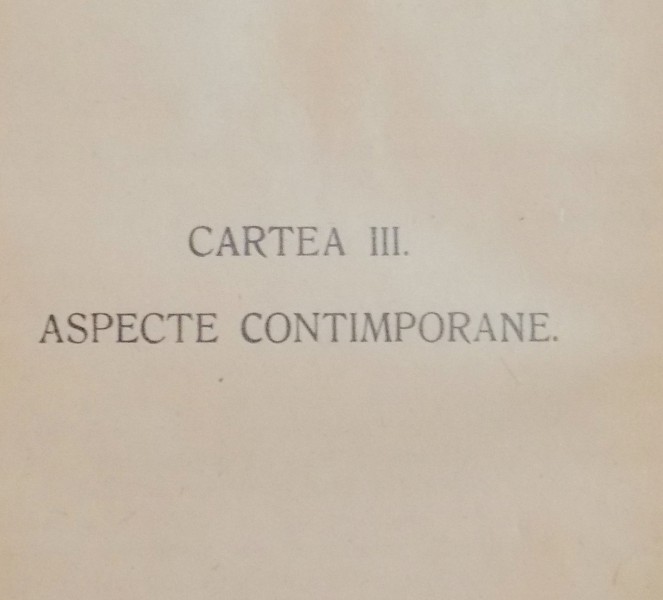 CARTEA III.
ASPECTE CONTIMPORANE.